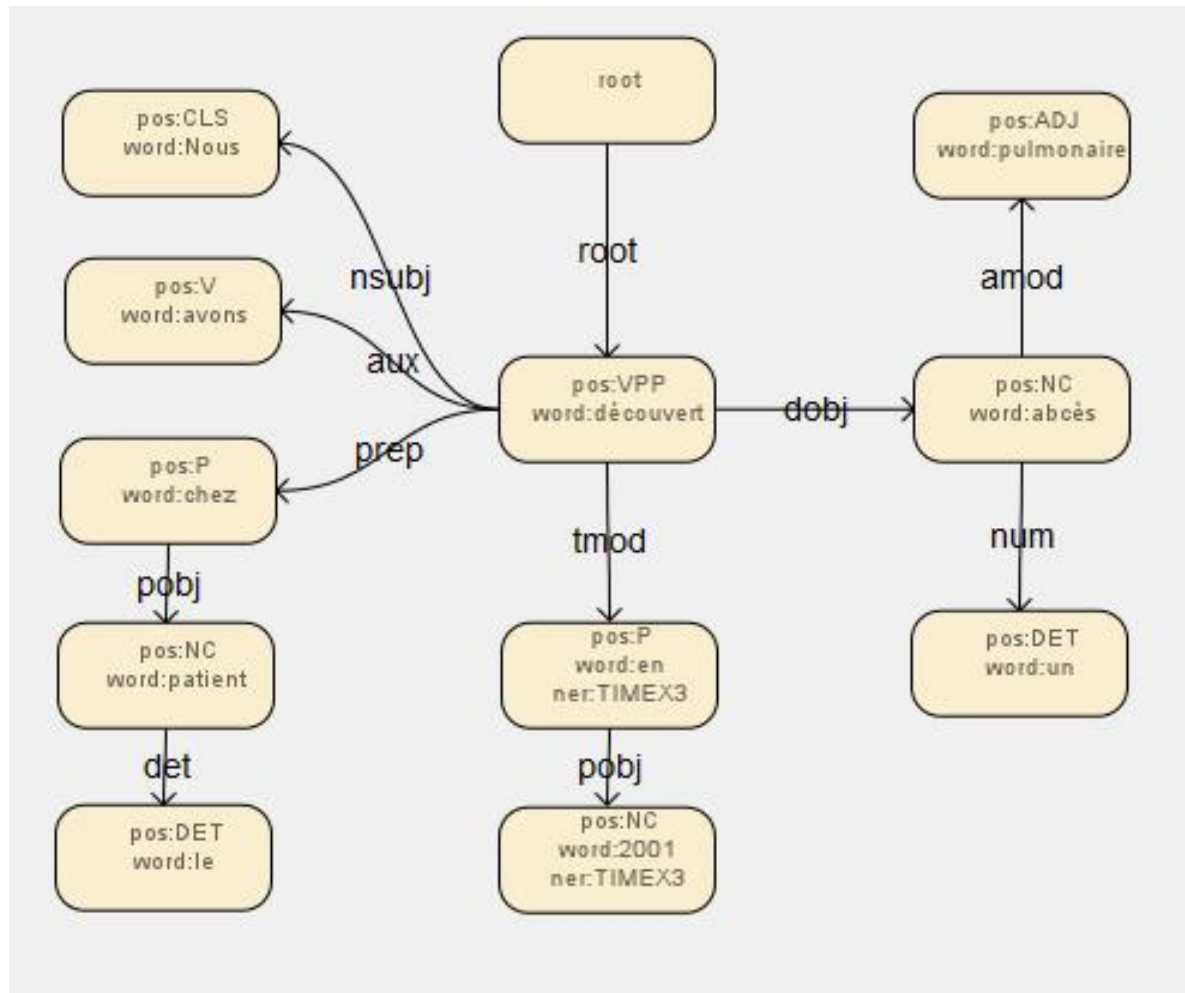 root
pos:CLS
word:Nous
pos:ADJ
word:pulmonaire
root
nsubj
amod
pos:V
word:avons
aux
pos:VPP
word:découvert
dobj
pos:NC
word:abcès
prep
pos:P
word:chez
tmod
num
pobj
pos:NC
word:patient
pos:P
word:en
ner:TIMEX3
pos:DET
word:un
det
pobj
pos:DET
word:le
pos:NC
word:2001
ner:TIMEX3